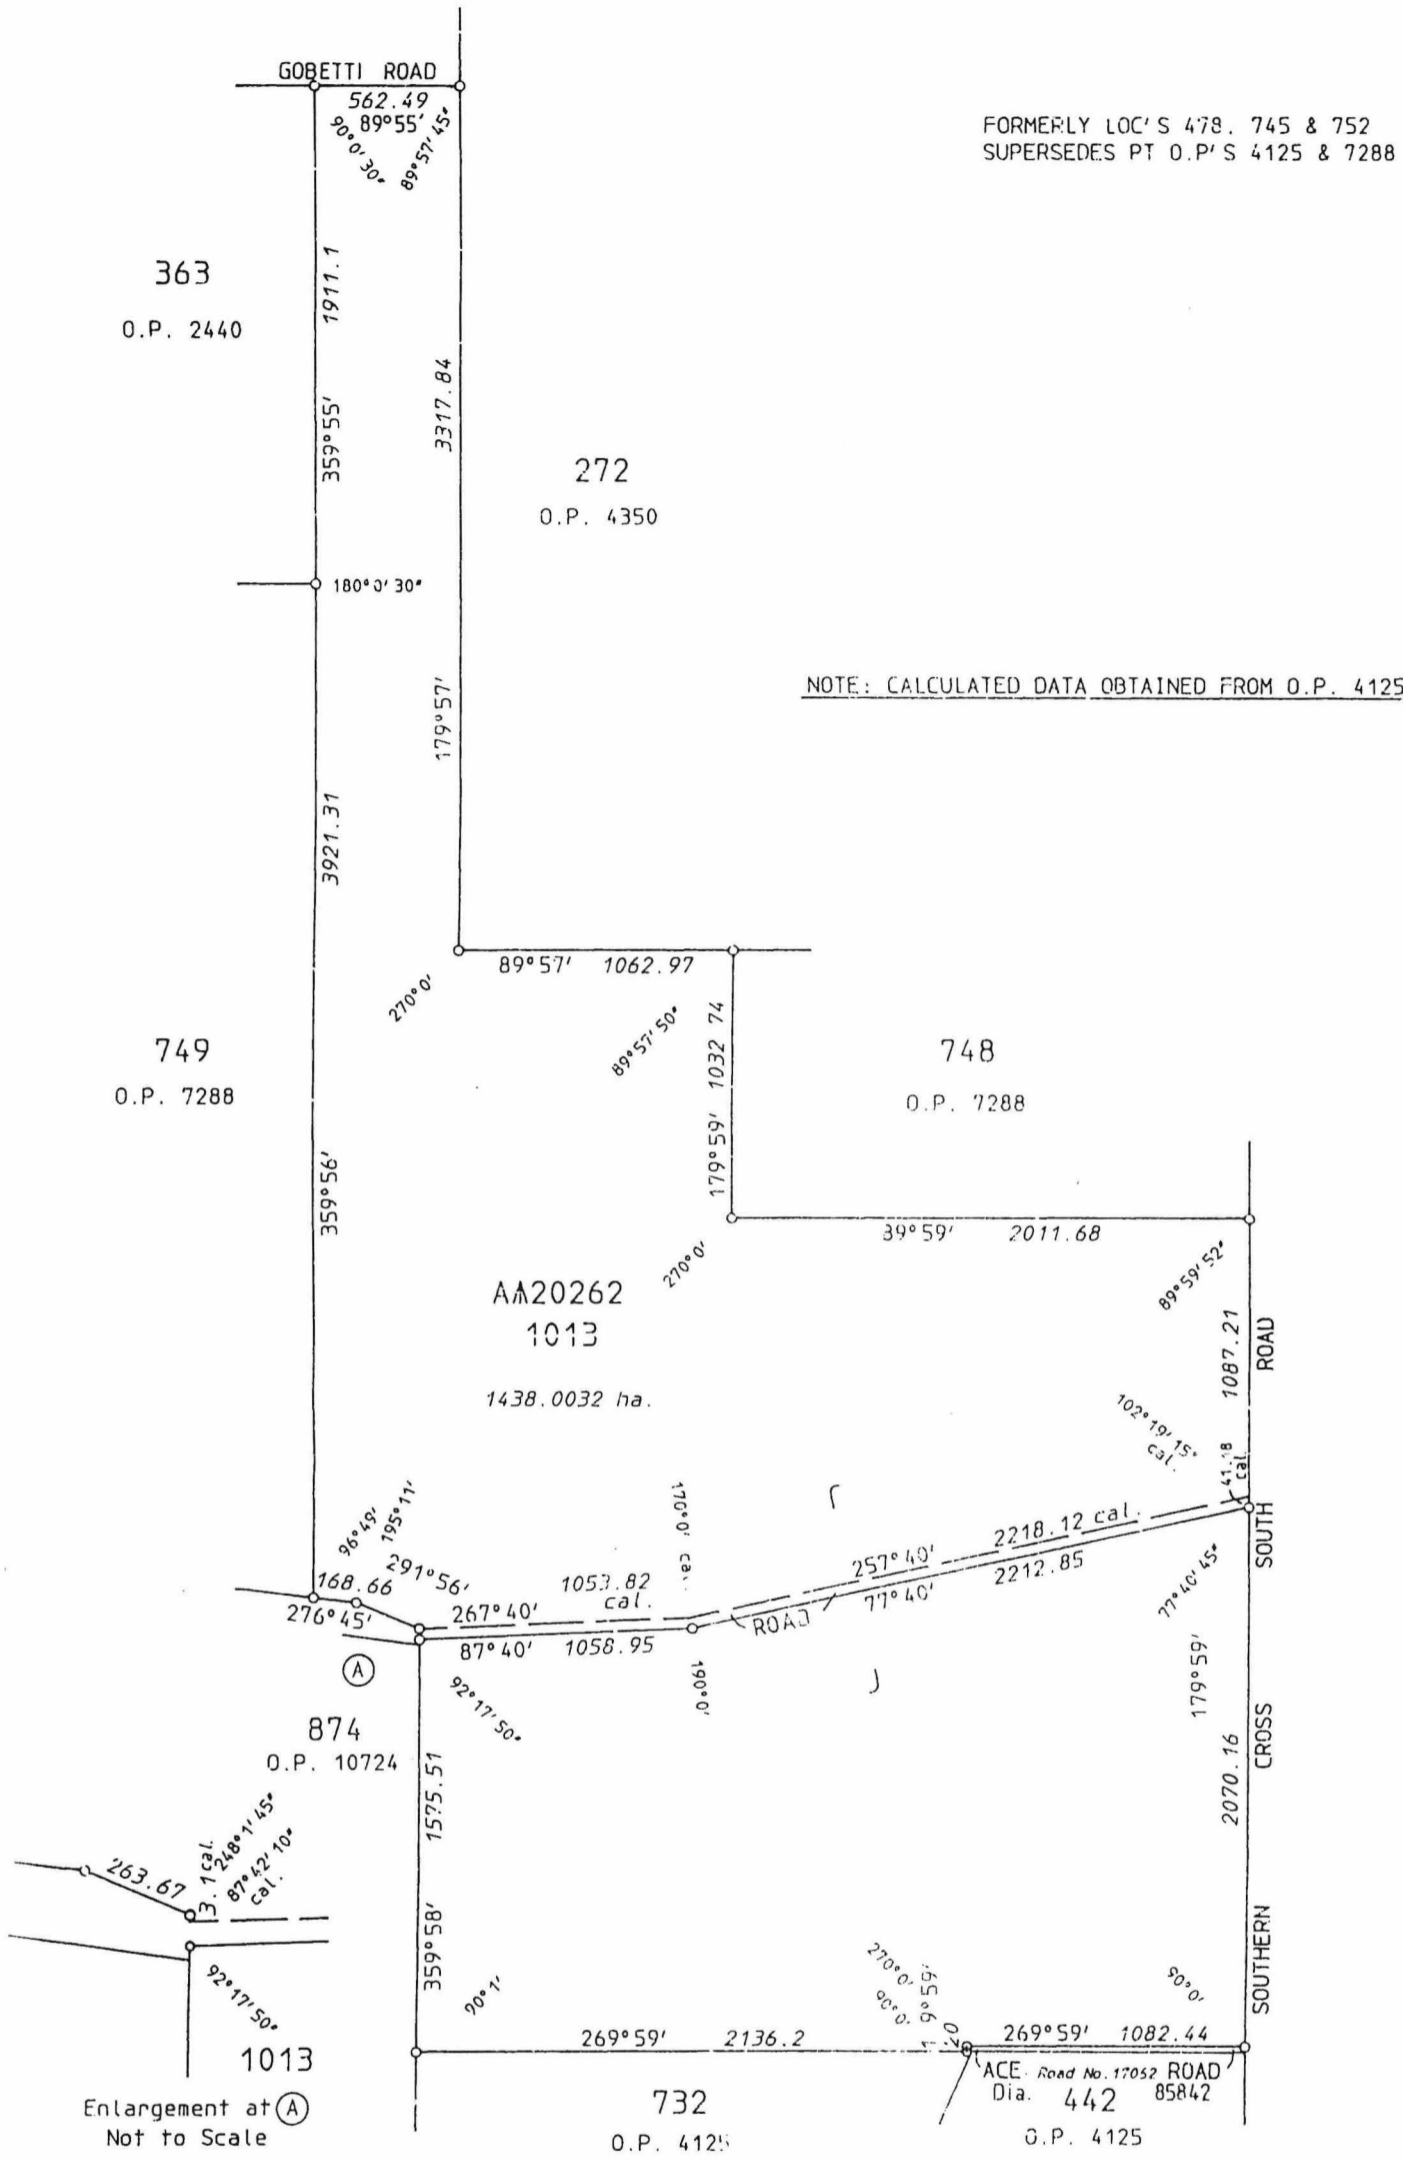 GOBETTI ROAD
562.49
89°55'
90°0'30"
89°57'45"
FORMERLY LOC'S 478. 745 & 752
SUPERSEDES PT O.P'S 4125 & 7288
363
O.P. 2440
1911.1
359°55'
3317.84
179°57'
272
O.P. 4350
180°0'30"
NOTE: CALCULATED DATA OBTAINED FROM O.P. 4125
3921.31
359°56'
89°57' 1062.97
270°0'
89°57'50"
179°59' 1032 74
749
O.P. 7288
748
O.P. 7288
89°59' 2011.68
270°0'
89°59'52"
AA20262
1013
1438.0032 ha.
1087.21
ROAD
102°19'15"
cal.
41.18
cal.
96°49'
195°11'
170°0' cal.
2218.12 cal.
257°40'
2212.85
77°40'
ROAD
SOUTH
77°40'45"
168.66
291°56'
276°45'
1053.82
cal.
267°40'
87°40' 1058.95
A
92°17'50"
190°0'
179°59'
2070.16
CROSS
874
O.P. 10724
1575.51
359°58'
263.67
3.1 cal.
248°1'45"
87°42'10"
cal.
92°17'50"
1013
Enlargement at A
Not to Scale
90°1'
270°0'
90°0'
90°0'
SOUTHERN
269°59' 2136.2
20
269°59' 1082.44
ACE Road No. 17052 ROAD
Dia. 85842
442
O.P. 4125
732
O.P. 4125